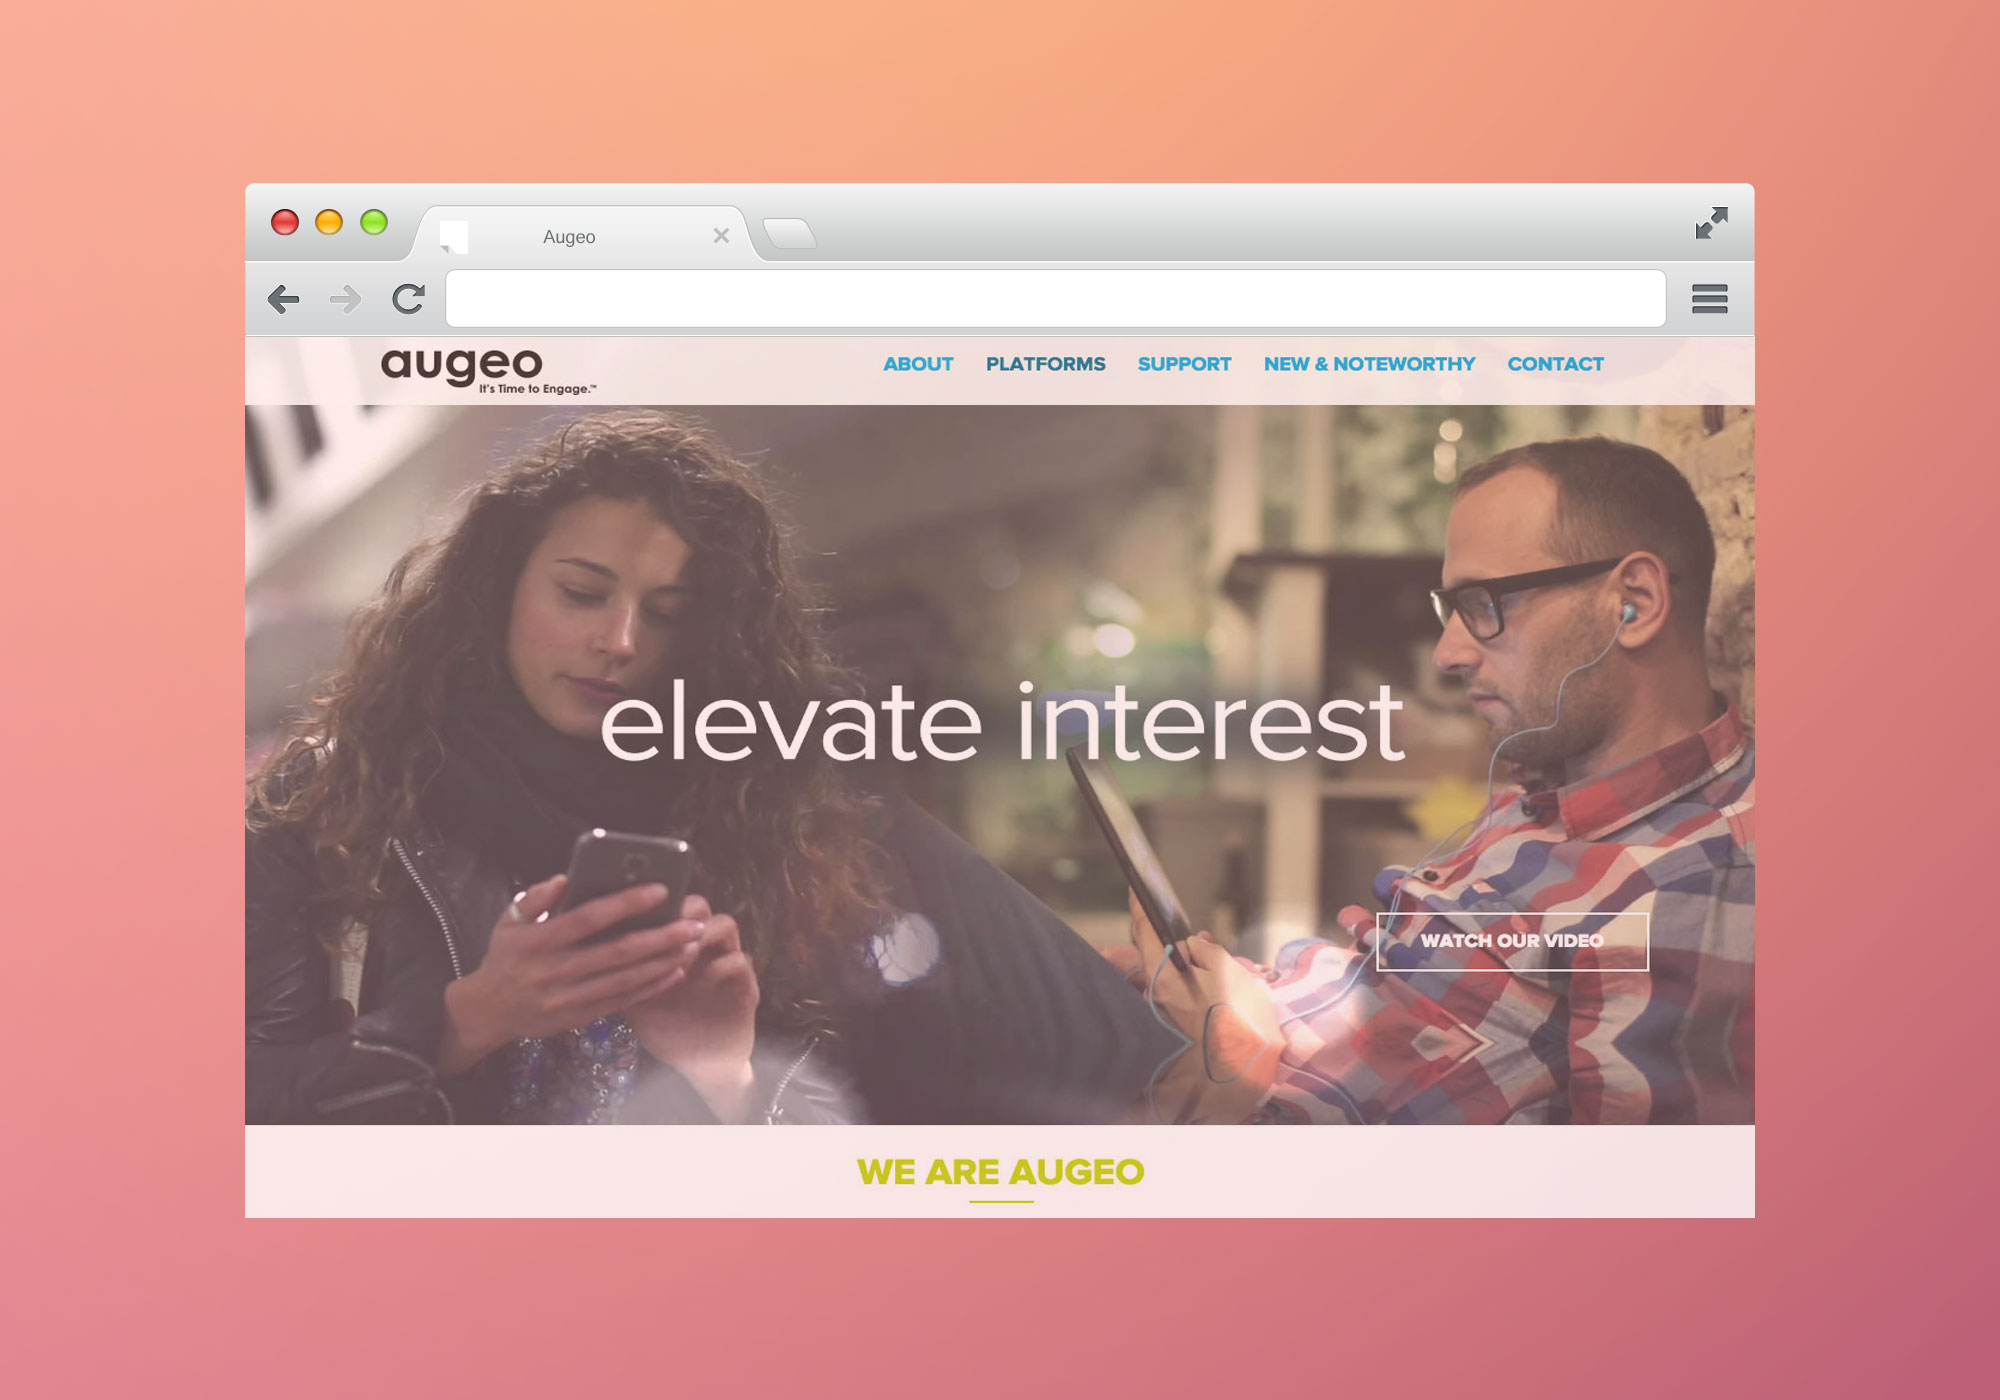 Augeo
augeo
It's Time to Engage.™
ABOUT PLATFORMS SUPPORT NEW & NOTEWORTHY CONTACT
elevate interest
WATCH OUR VIDEO
WE ARE AUGEO